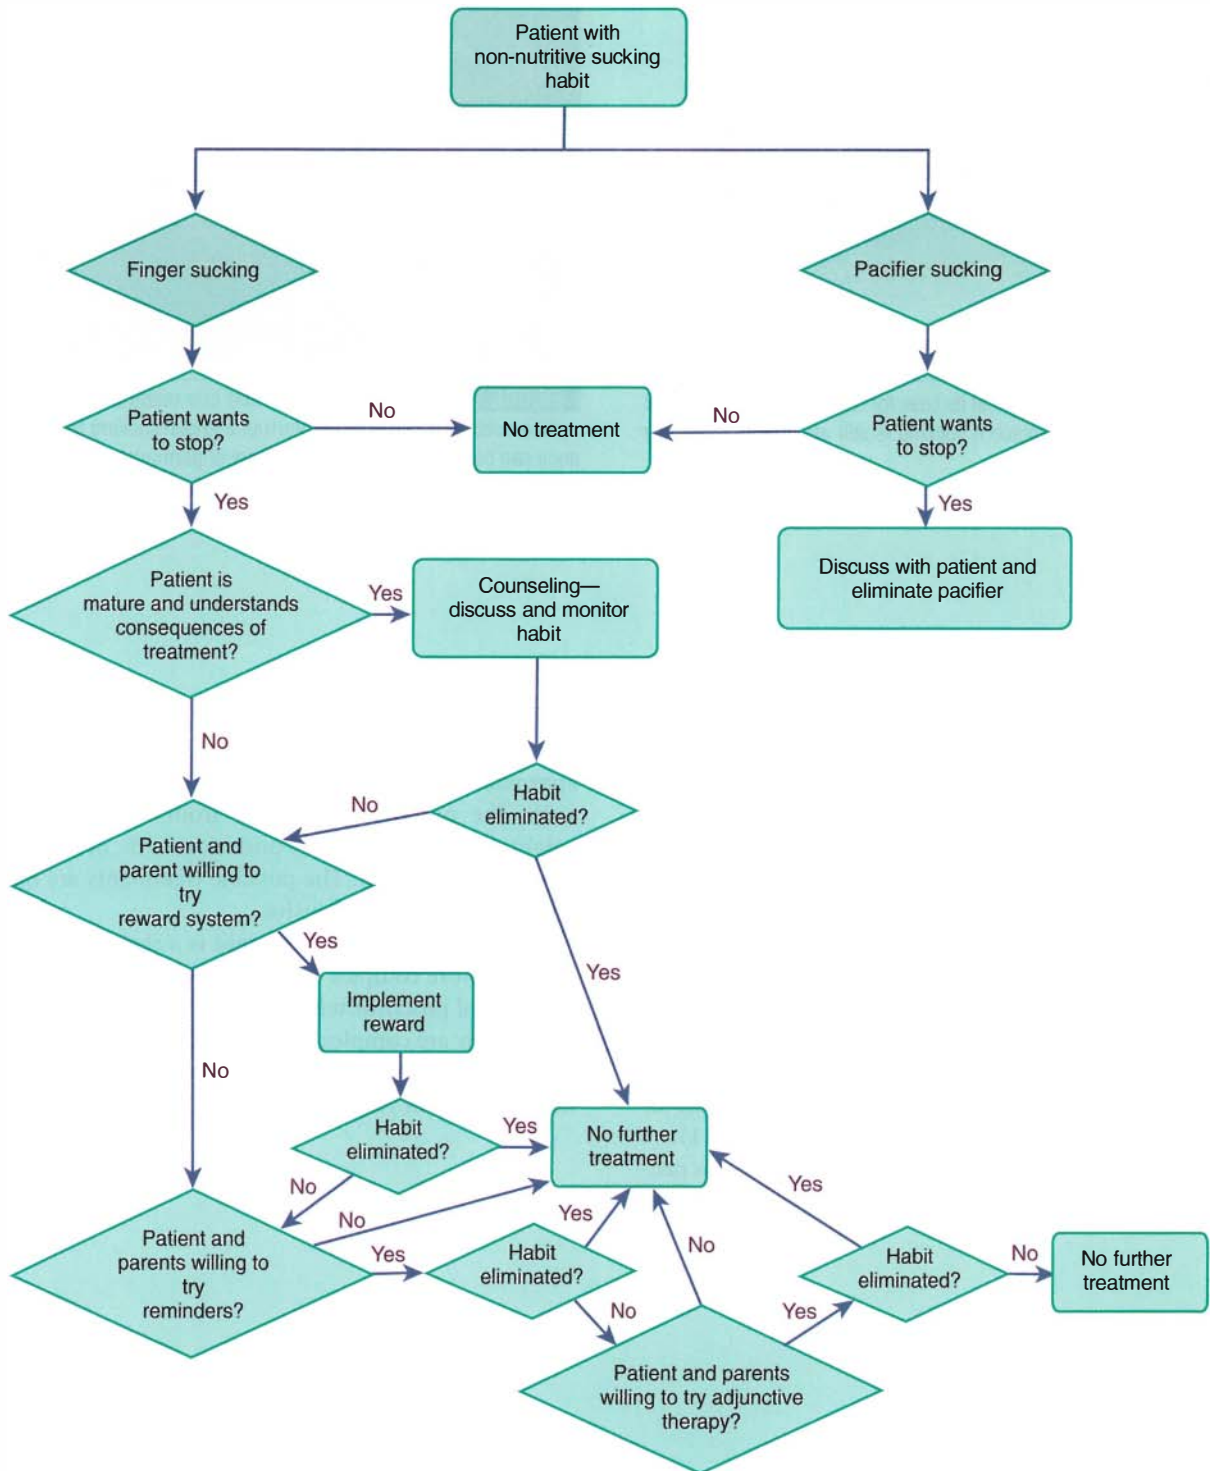 Patient with
non-nutritive sucking
habit
Finger sucking
Pacifier sucking
Patient wants
to stop?
No
No treatment
No
Patient wants
to stop?
Yes
Yes
Patient is
mature and understands
consequences of
treatment?
Yes
Counseling—
discuss and monitor
habit
Discuss with patient and
eliminate pacifier
No
Habit
eliminated?
No
Patient and
parent willing to
try
reward system?
Yes
Yes
Implement
reward
No
Habit
eliminated?
Yes
No further
treatment
No
No
Yes
Yes
Patient and
parents willing to
try
reminders?
Yes
Habit
eliminated?
No
No
Yes
Habit
eliminated?
No
No further
treatment
Patient and parents
willing to try adjunctive
therapy?